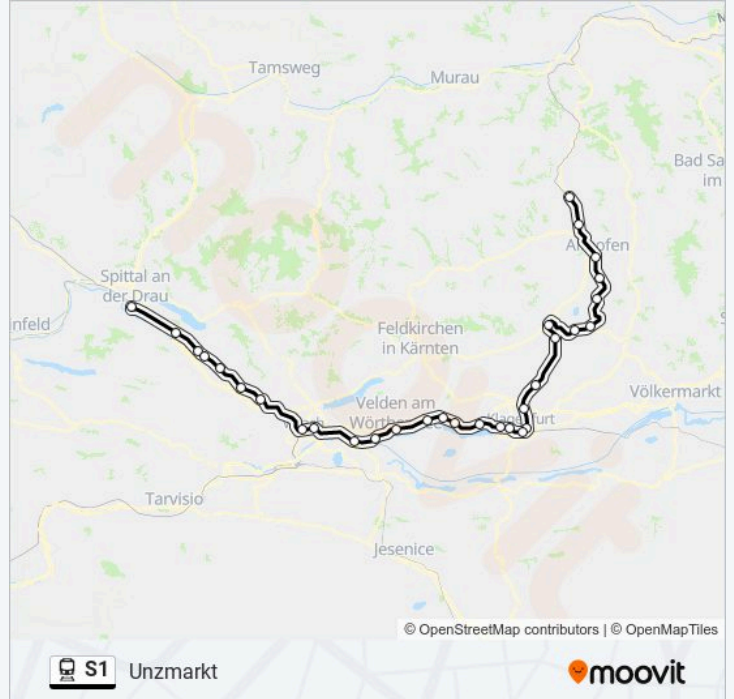 Tamsweg
Murau
Bad Sa
im
Spittal an
der Drau
infeld
Feldkirchen
in Kärnten
Völkermarkt
Velden am
Tarvisio
Jesenice
© OpenStreetMap contributors | © OpenMapTiles
S1 Unzmarkt
moovit